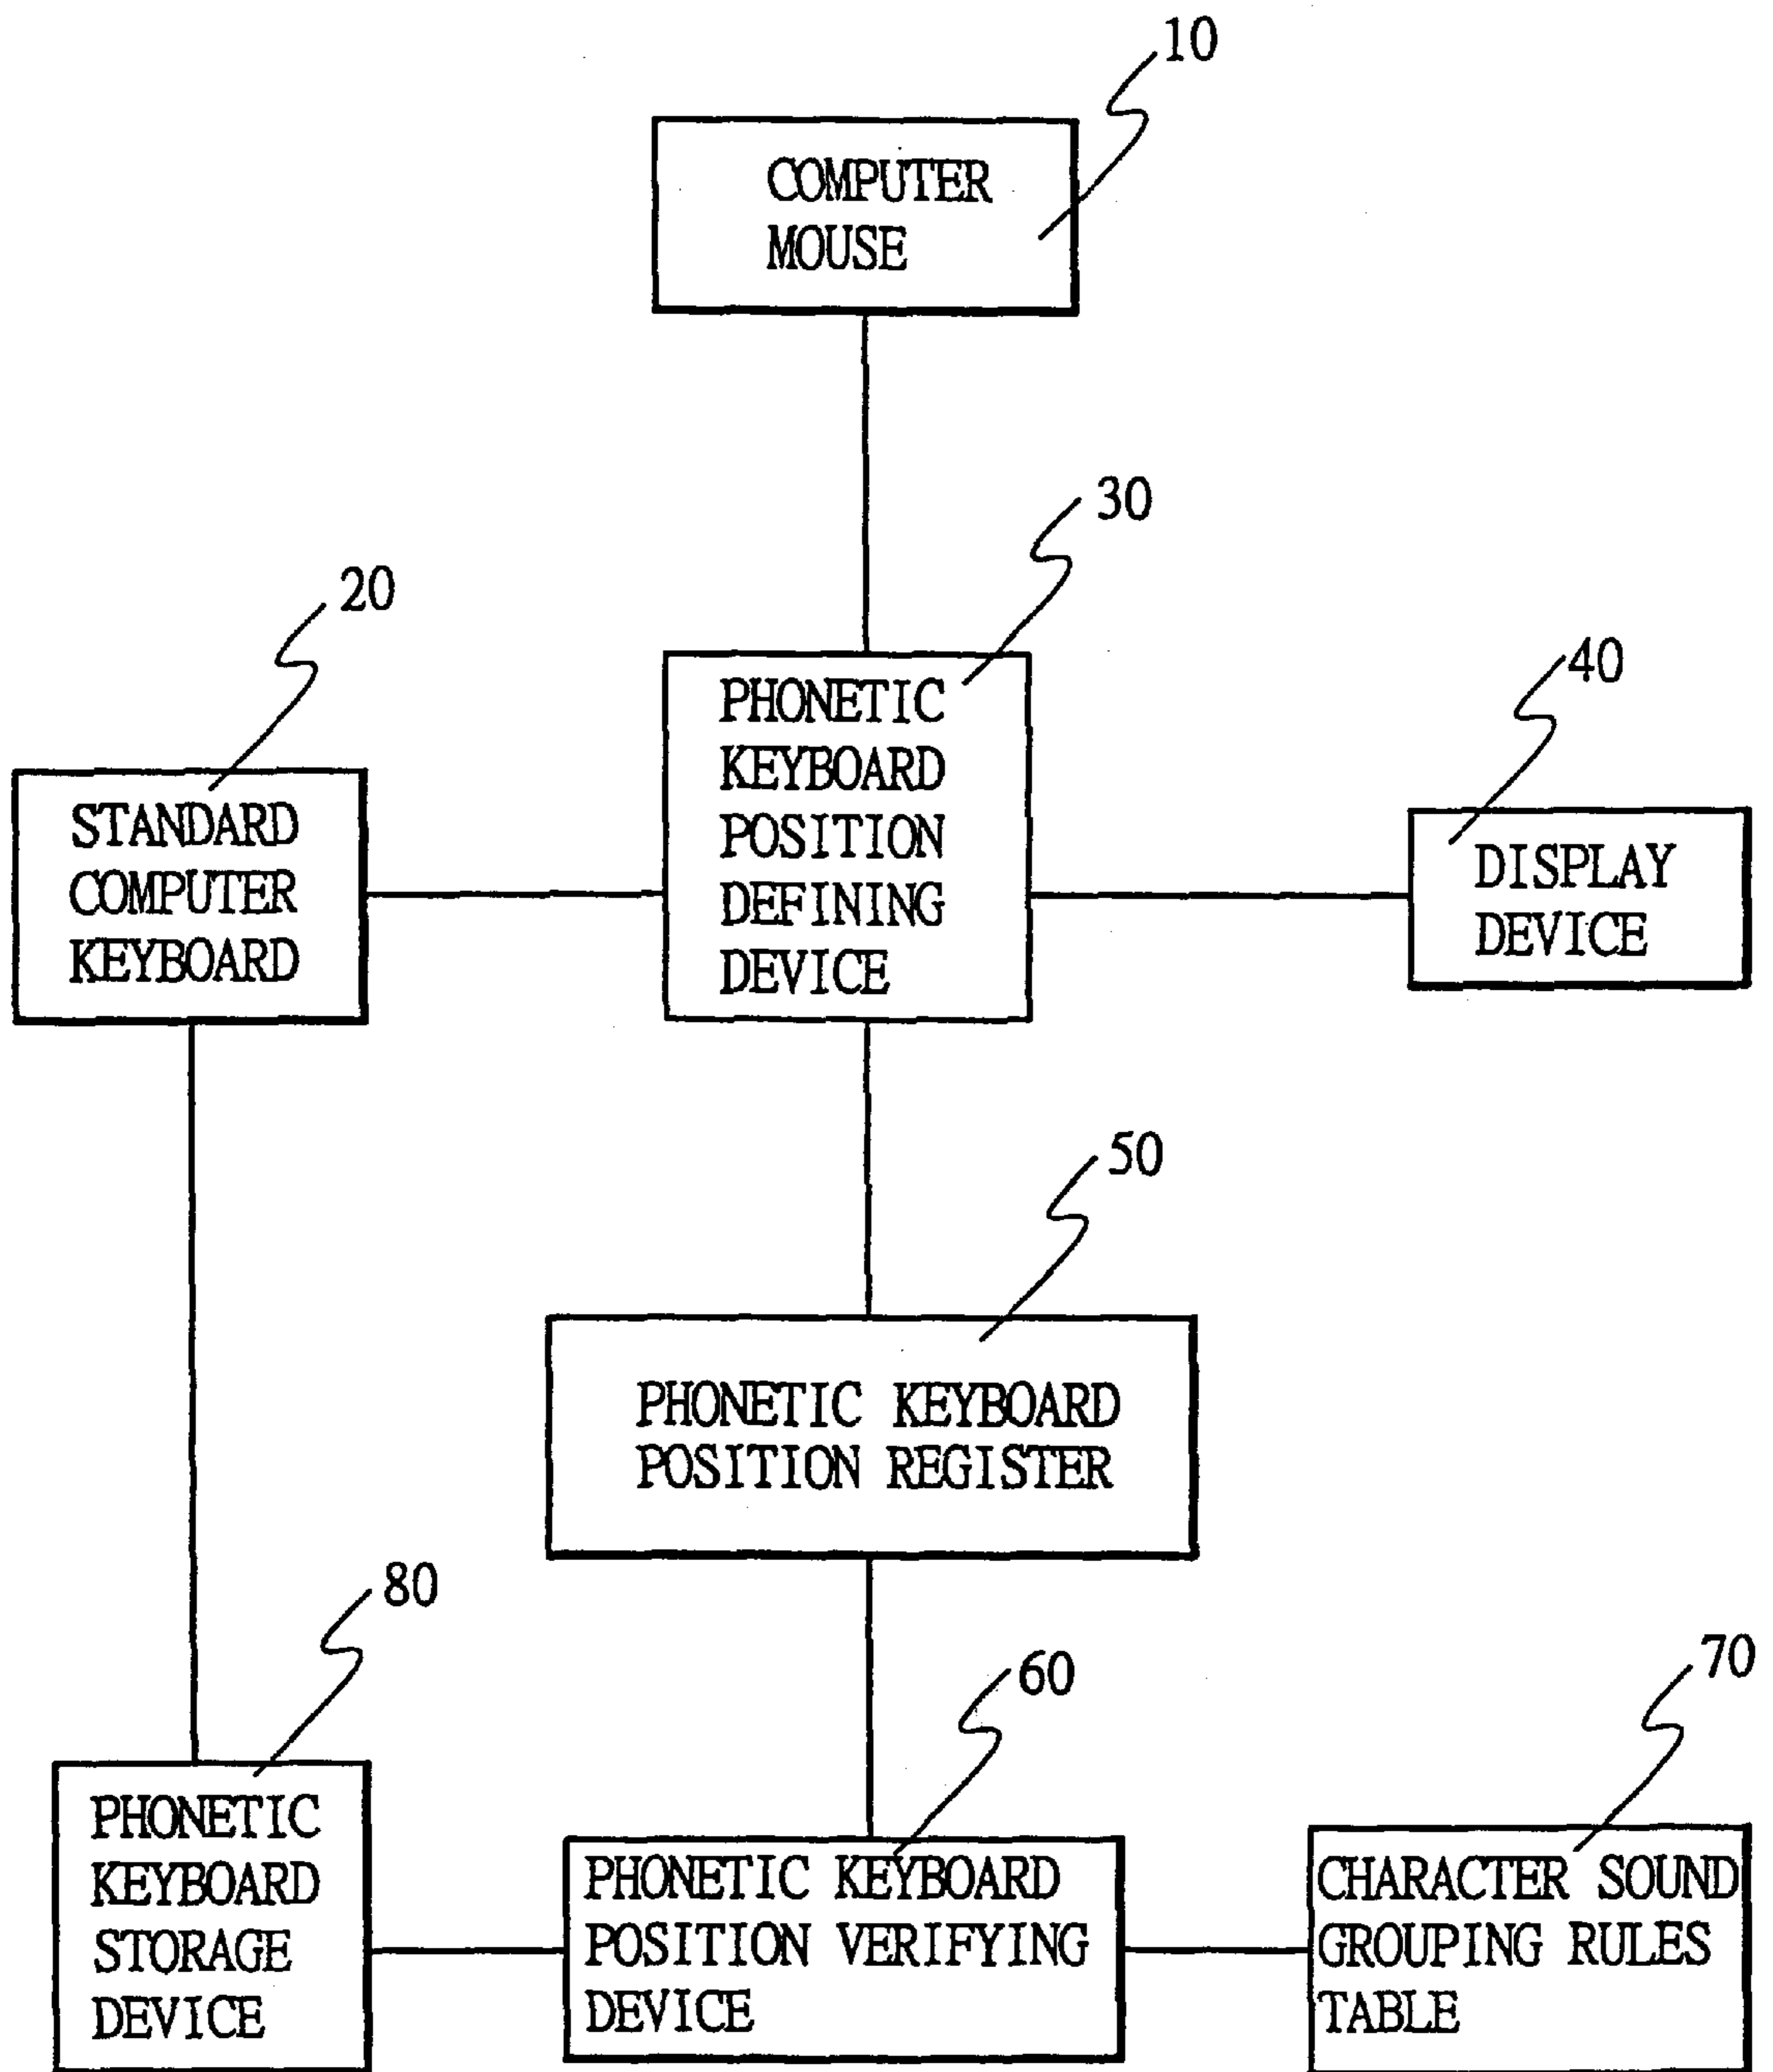 10
COMPUTER
MOUSE
30
20
PHONETIC
KEYBOARD
POSITION
DEFINING
DEVICE
40
STANDARD
COMPUTER
KEYBOARD
DISPLAY
DEVICE
50
PHONETIC KEYBOARD
POSITION REGISTER
80
60
70
PHONETIC
KEYBOARD
STORAGE
DEVICE
PHONETIC KEYBOARD
POSITION VERIFYING
DEVICE
CHARACTER SOUND
GROUPING RULES
TABLE